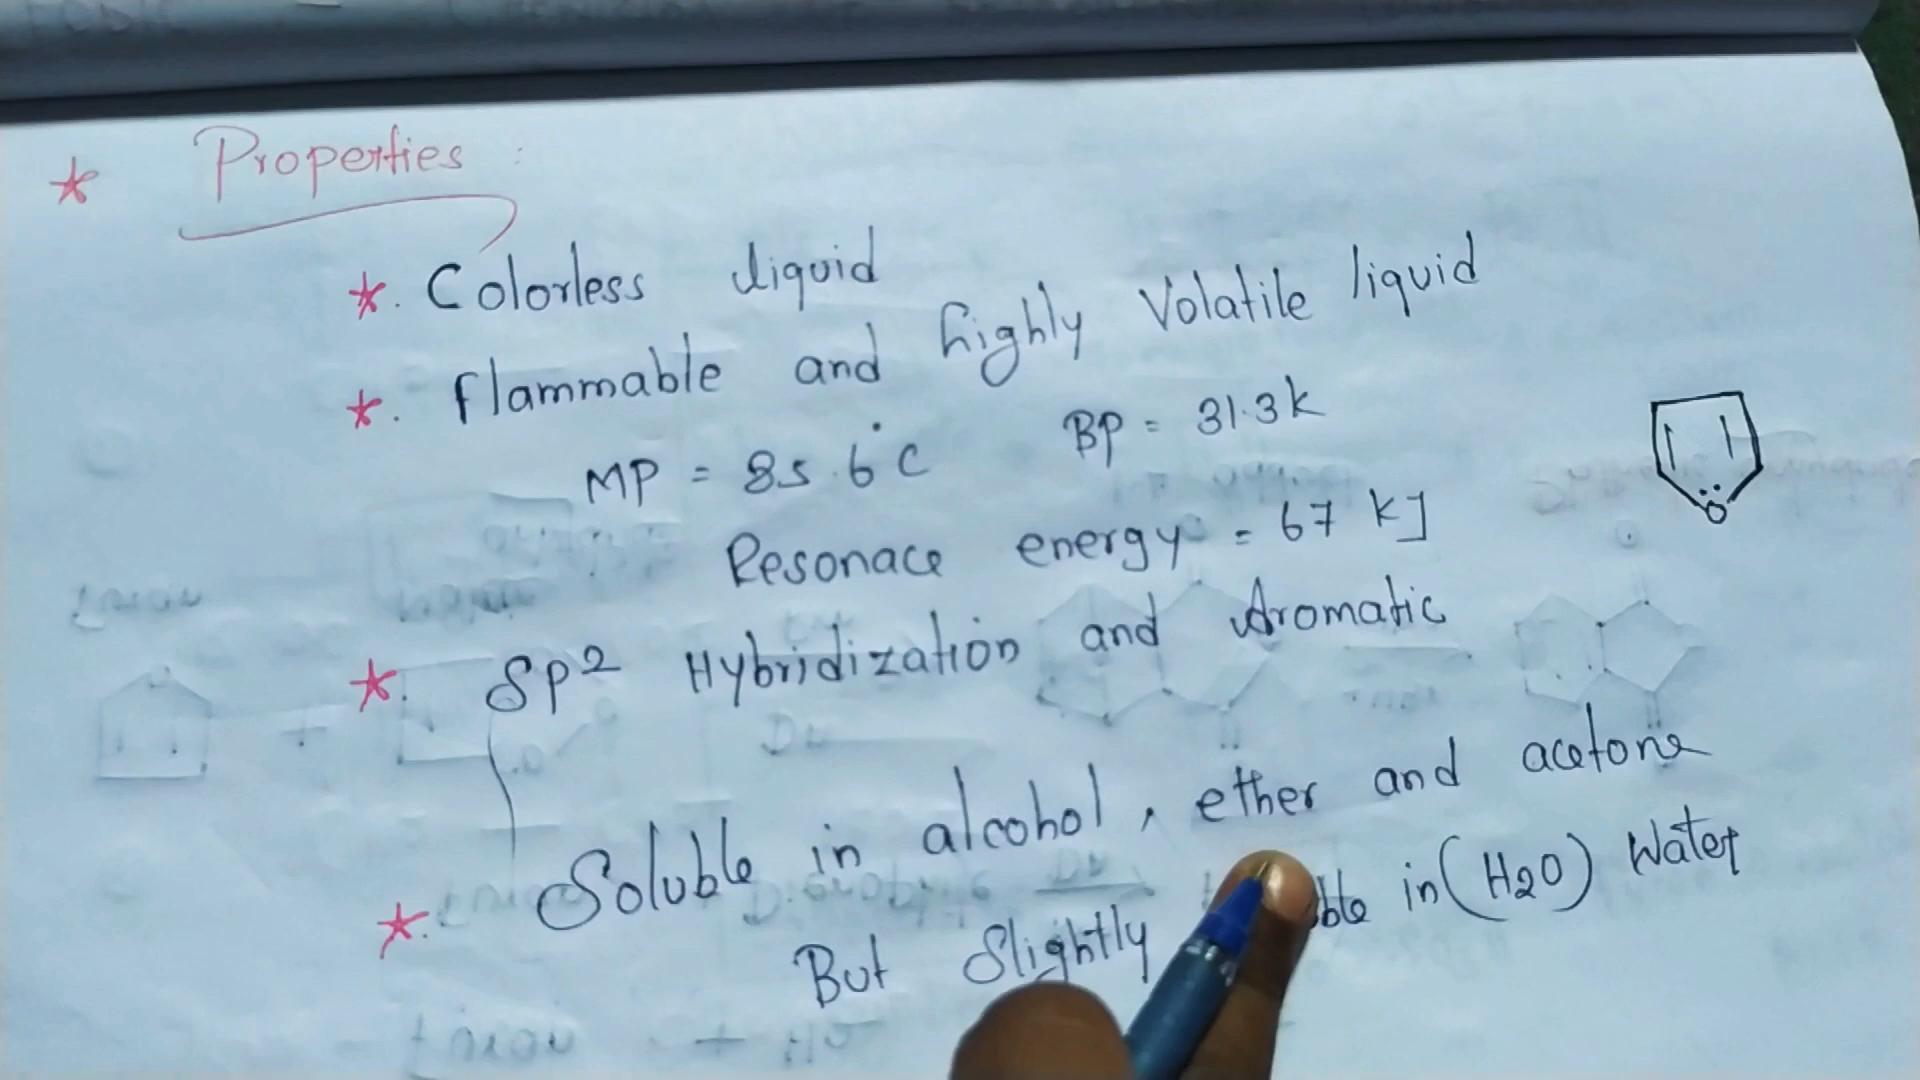 * Properties :
*. Colorless liquid
*. flammable and highly Volatile liquid
MP = 85.6°C BP = 31.3k
Resonace energy = 67 kJ
*. Sp2 Hybridization and Aromatic
*. Soluble in alcohol, ether and acetone
But Slightly in (H2O) Water
O